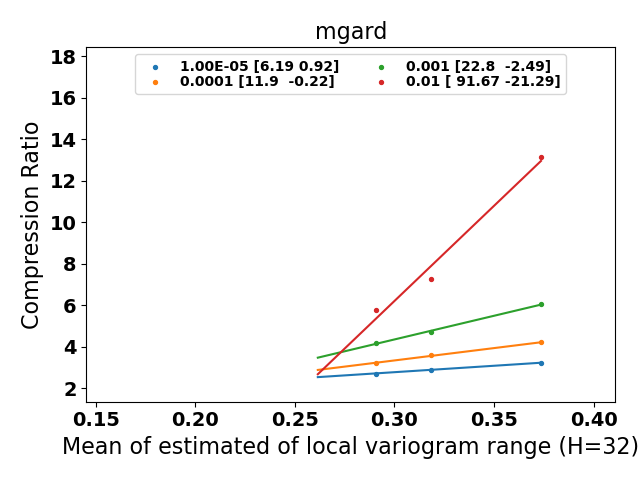 mgard
1.00E-05 [6.19 0.92]
0.0001 [11.9  -0.22]
0.001 [22.8  -2.49]
0.01 [ 91.67 -21.29]
Compression Ratio
18
16
14
12
10
8
6
4
2
0.15 0.20 0.25 0.30 0.35 0.40
Mean of estimated of local variogram range (H=32)